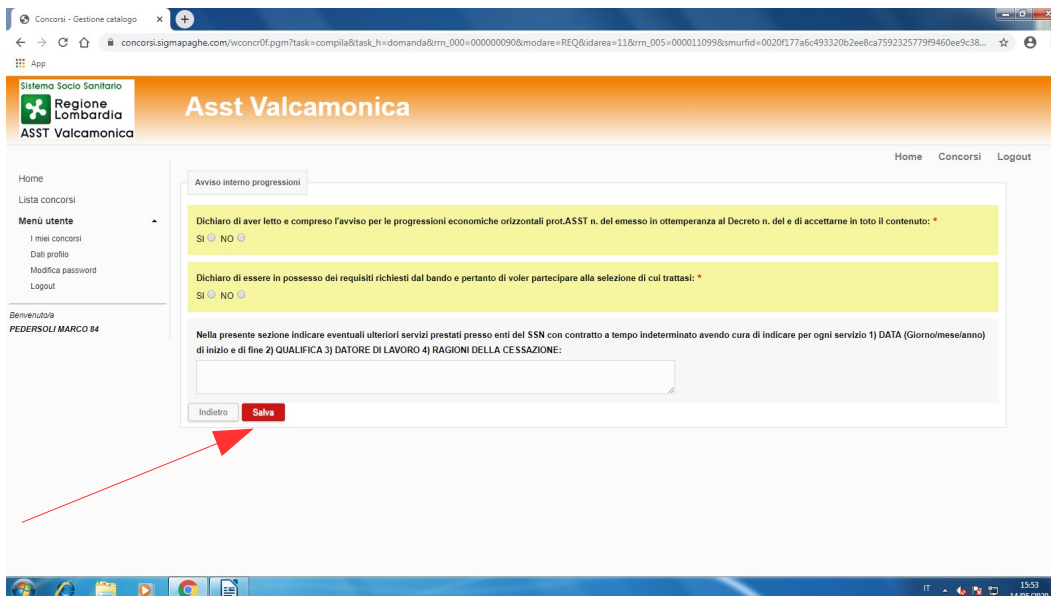 Concorsi - Gestione catalogo
concorsi.sigmapaghe.com/wconcr0f.pgm?task=compila&task_h=domanda&rrn_000=000000090&modare=REQ&idarea=11&rrn_005=000011099&smurfid=0020f177a6c493320b2ee8ca7592325779f9460ee9c38...
App
Sistema Socio Sanitario
Regione
Lombardia
ASST Valcamonica
Asst Valcamonica
Home Concorsi Logout
Home
Lista concorsi
Menù utente
I miei concorsi
Dati profilo
Modifica password
Logout
Benvenuto/a
PEDERSOLI MARCO 84
Avviso interno progressioni
Dichiaro di aver letto e compreso l'avviso per le progressioni economiche orizzontali prot.ASST n. del emesso in ottemperanza al Decreto n. del e di accettarne in toto il contenuto: *
SI NO
Dichiaro di essere in possesso dei requisiti richiesti dal bando e pertanto di voler partecipare alla selezione di cui trattasi: *
SI NO
Nella presente sezione indicare eventuali ulteriori servizi prestati presso enti del SSN con contratto a tempo indeterminato avendo cura di indicare per ogni servizio 1) DATA (Giorno/mese/anno)
di inizio e di fine 2) QUALIFICA 3) DATORE DI LAVORO 4) RAGIONI DELLA CESSAZIONE:
Indietro Salva
IT
15:53
14/05/2020